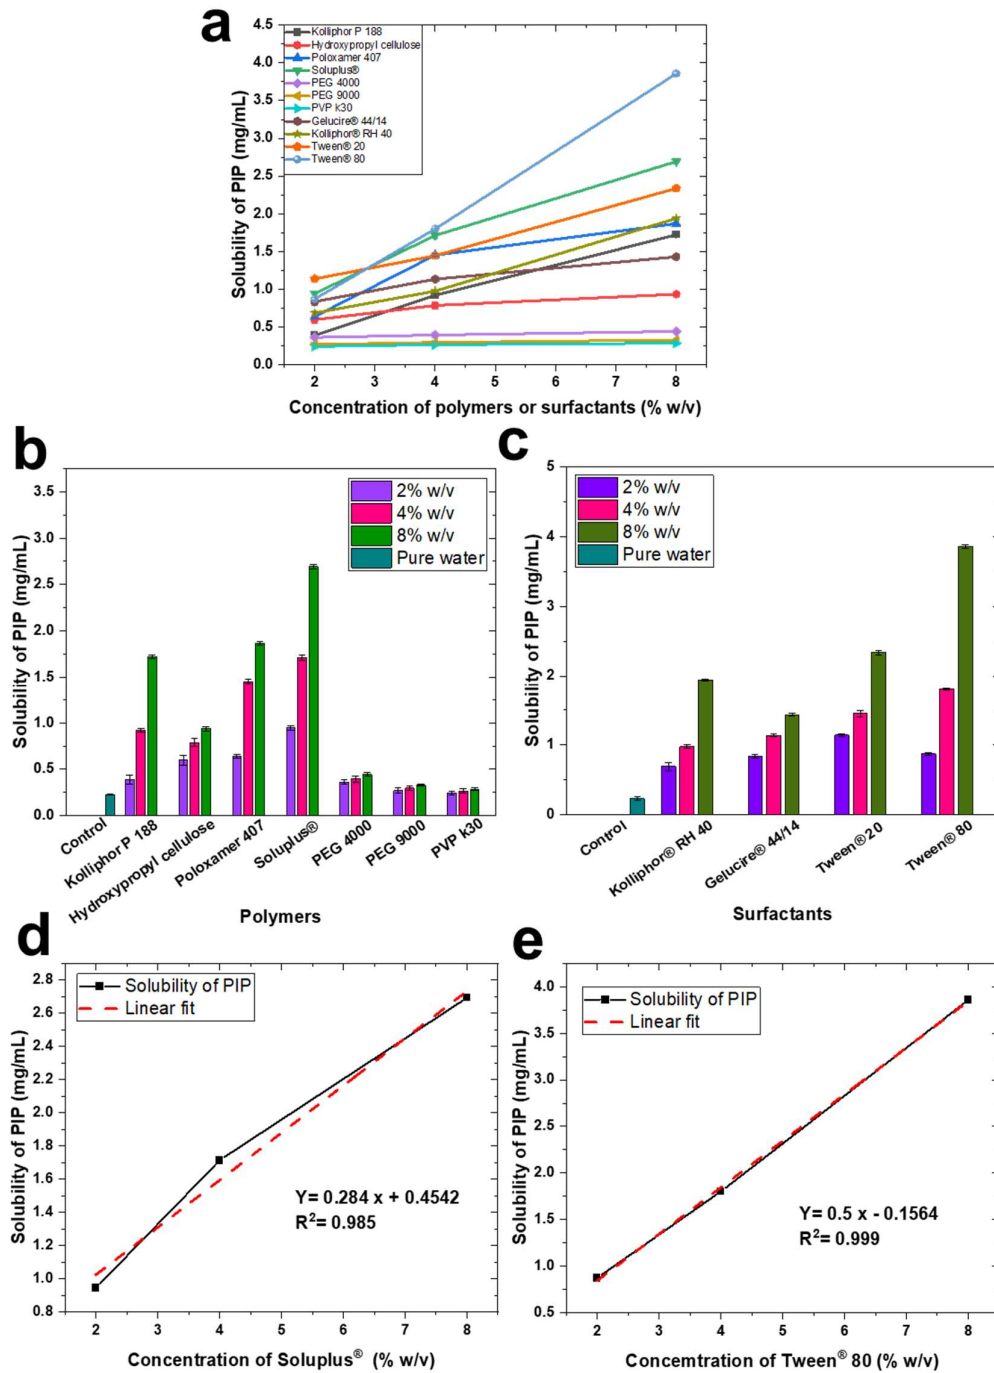 a
Solubility of PIP (mg/mL)
4.5
4.0
3.5
3.0
2.5
2.0
1.5
1.0
0.5
0.0
Kolliphor P 188
Hydroxypropyl cellulose
Poloxamer 407
Soluplus®
PEG 4000
PEG 9000
PVP k30
Gelucire® 44/14
Kolliphor® RH 40
Tween® 20
Tween® 80
2 3 4 5 6 7 8
Concentration of polymers or surfactants (% w/v)
b
Solubility of PIP (mg/mL)
3.5
3.0
2.5
2.0
1.5
1.0
0.5
0.0
2% w/v
4% w/v
8% w/v
Pure water
Control
Kolliphor P 188
Hydroxypropyl cellulose
Poloxamer 407
Soluplus®
PEG 4000
PEG 9000
PVP k30
Polymers
c
Solubility of PIP (mg/mL)
5
4
3
2
1
0
2% w/v
4% w/v
8% w/v
Pure water
Control
Kolliphor® RH 40
Gelucire® 44/14
Tween® 20
Tween® 80
Surfactants
d
Solubility of PIP (mg/mL)
2.8
2.6
2.4
2.2
2.0
1.8
1.6
1.4
1.2
1.0
0.8
Solubility of PIP
Linear fit
Y= 0.284 x + 0.4542
R²= 0.985
2 3 4 5 6 7 8
Concentration of Soluplus® (% w/v)
e
Solubility of PIP (mg/mL)
4.0
3.5
3.0
2.5
2.0
1.5
1.0
0.5
Solubility of PIP
Linear fit
Y= 0.5 x - 0.1564
R²= 0.999
2 3 4 5 6 7 8
Concemtration of Tween® 80 (% w/v)